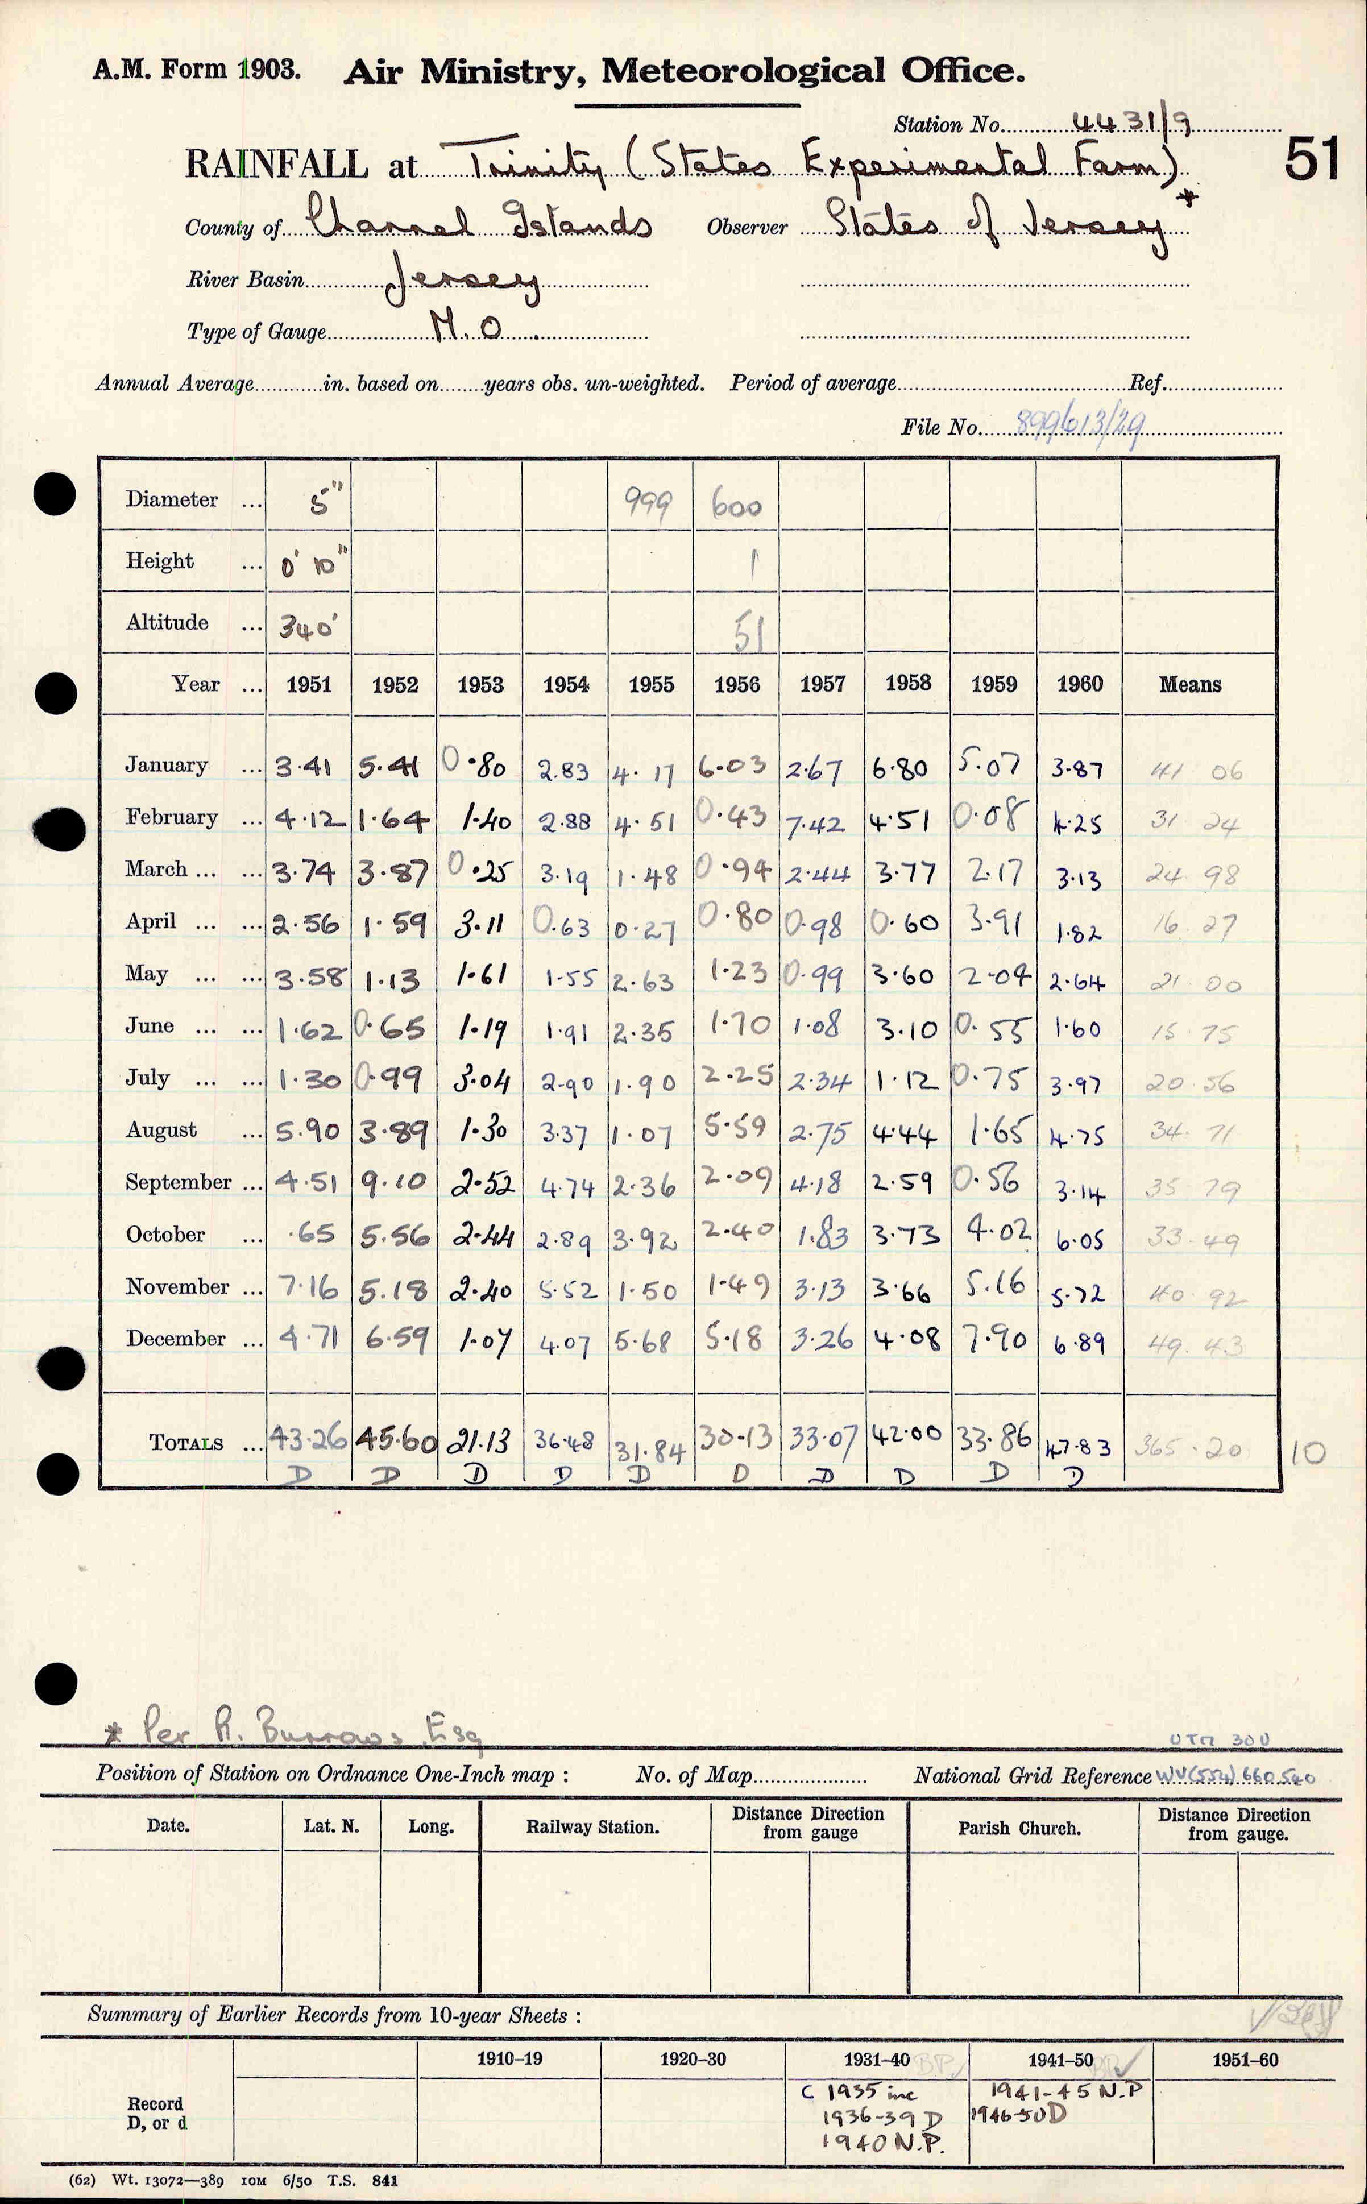 A.M. Form 1903. Air Ministry, Meteorological Office.
Station No. 4431/9
RAINFALL at Trinity (States Experimental Farm) 51
County of Channel Islands Observer States of Jersey *
River Basin Jersey
Type of Gauge M.O
Annual Average in. based on years obs. un-weighted. Period of average Ref.
File No. 899613/29
Diameter ... 5" 999 600
Height ... 0' 10" 1
Altitude ... 340' 51
Year ... 1951 1952 1953 1954 1955 1956 1957 1958 1959 1960 Means
January ... 3.41 5.41 0.80 2.83 4.17 6.03 2.67 6.80 5.07 3.87 41 06
February ... 4.12 1.64 1.40 2.88 4.51 0.43 7.42 4.51 0.08 4.25 31 24
March ... ... 3.74 3.87 0.25 3.19 1.48 0.94 2.44 3.77 2.17 3.13 24.98
April ... ... 2.56 1.59 3.11 0.63 0.27 0.80 0.98 0.60 3.91 1.82 16.27
May ... ... 3.58 1.13 1.61 1.55 2.63 1.23 0.99 3.60 2.04 2.64 21.00
June ... ... 1.62 0.65 1.19 1.91 2.35 1.70 1.08 3.10 0.55 1.60 15.75
July ... ... 1.30 0.99 3.04 2.90 1.90 2.25 2.34 1.12 0.75 3.97 20.56
August ... 5.90 3.89 1.30 3.37 1.07 5.59 2.75 4.44 1.65 4.75 34.71
September ... 4.51 9.10 2.52 4.74 2.36 2.09 4.18 2.59 0.56 3.14 35.79
October ... .65 5.56 2.44 2.89 3.92 2.40 1.83 3.73 4.02 6.05 33.49
November ... 7.16 5.18 2.40 5.52 1.50 1.49 3.13 3.66 5.16 5.72 40.92
December ... 4.71 6.59 1.07 4.07 5.68 5.18 3.26 4.08 7.90 6.89 49.43
TOTALS ... 43.26 45.60 21.13 36.48 31.84 30.13 33.07 42.00 33.86 47.83 365.20 10
D D D D D D D D D D
* Per R. Burrows Esq
UTM 30U
Position of Station on Ordnance One-Inch map : No. of Map National Grid Reference WV(554) 660540
Date. Lat. N. Long. Railway Station. Distance Direction from gauge Parish Church. Distance Direction from gauge.
Summary of Earlier Records from 10-year Sheets :
1910–19 1920–30 1931–40 BP 1941–50 BP 1951–60
Record D, or d
C 1935 inc 1941-45 N.P
1936-39 D 1946-50 D
1940 N.P.
(62) Wt. 13072—389 10M 6/50 T.S. 841